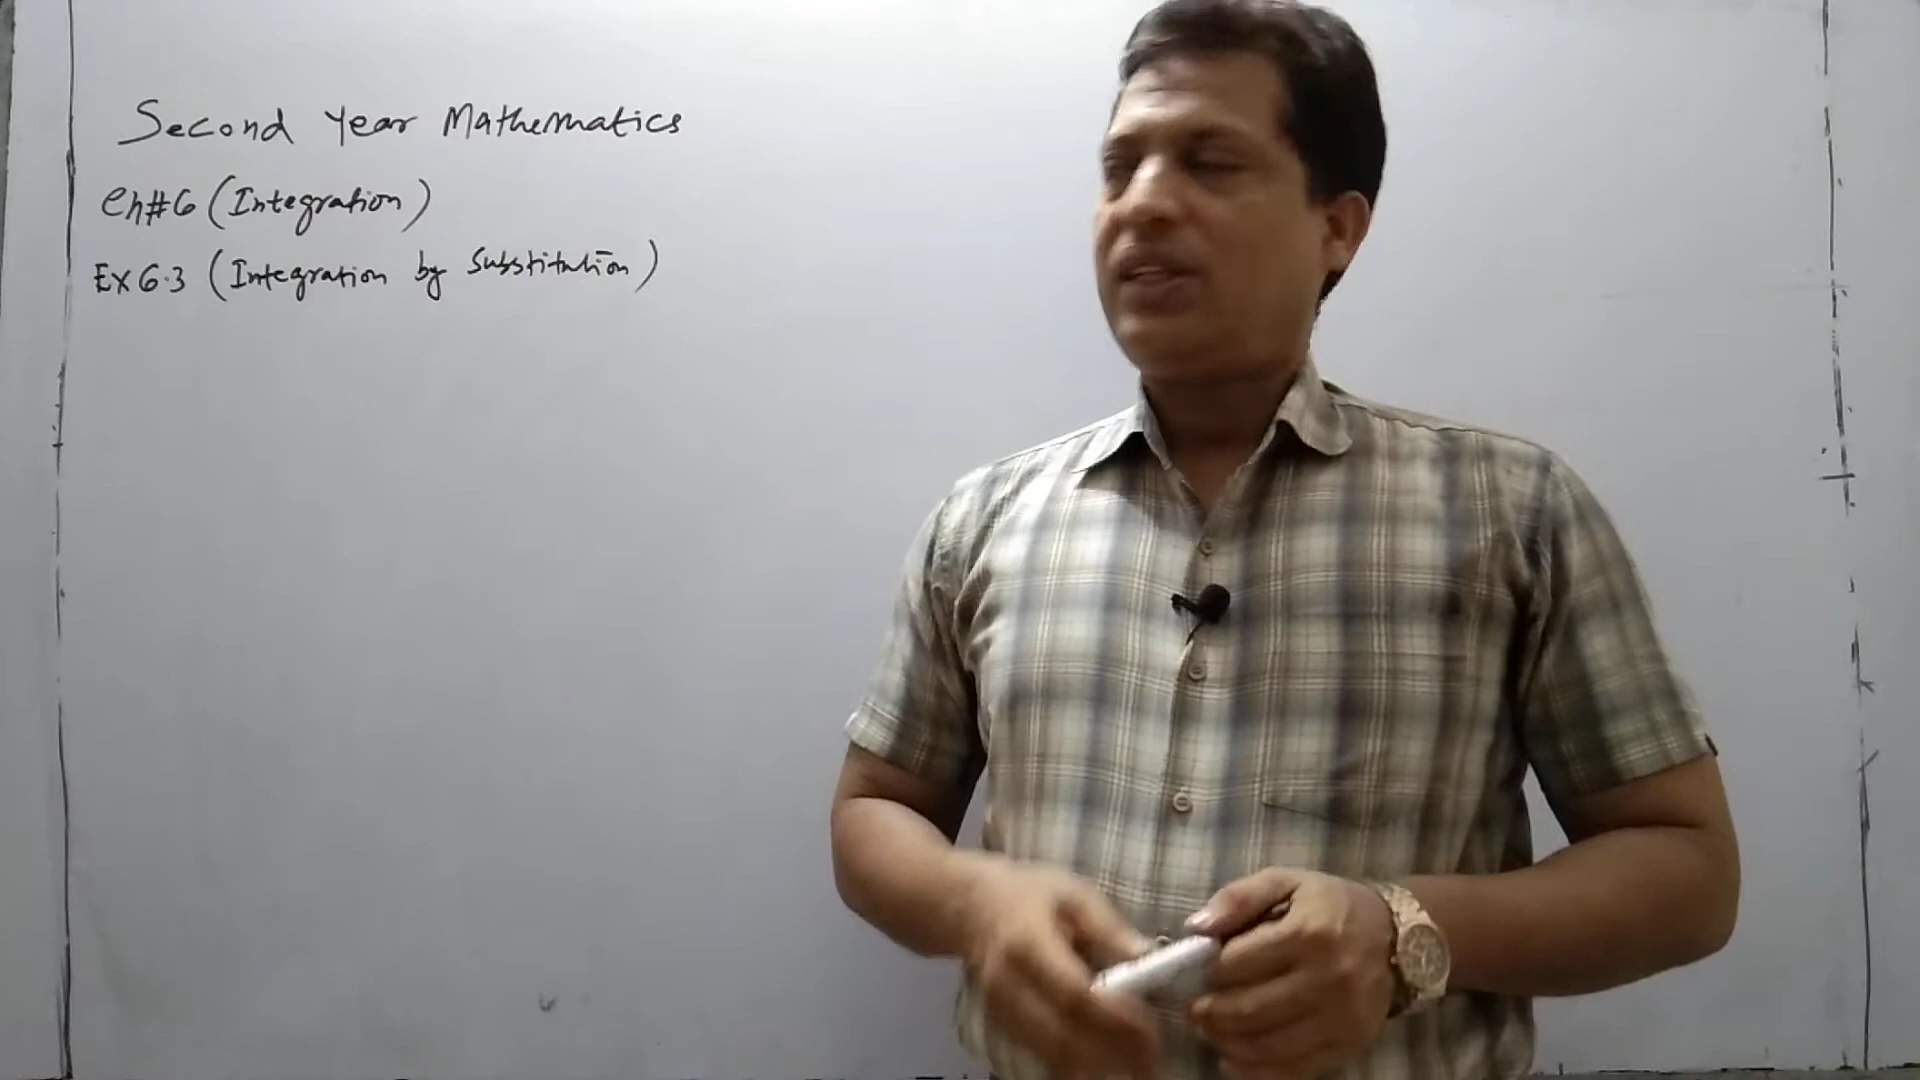 Second Year Mathematics
Ch#6 (Integration)
Ex 6.3 (Integration by Substitution)